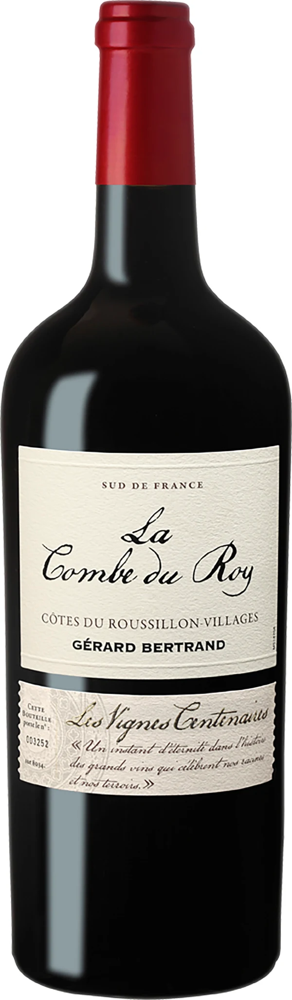 SUD DE FRANCE
La
Combe du Roy
CÔTES DU ROUSSILLON-VILLAGES
GÉRARD BERTRAND
CETTE
BOUTEILLE
porte le n° :
003252
sur 8034.
Les Vignes Centenaires
« Un instant d'éternité dans l'histoire
des grands vins qui célèbrent nos racines
et nos terroirs. »